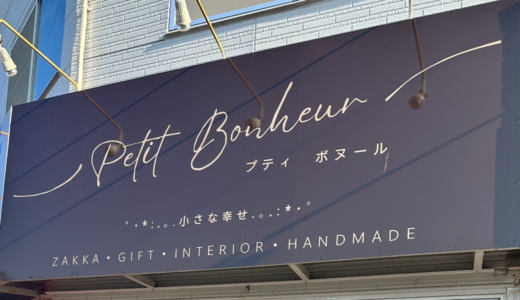 Petit Bonheur
プティ ボヌール
°・*:.。.小さな幸せ.。.:*・°
ZAKKA・GIFT・INTERIOR・HANDMADE